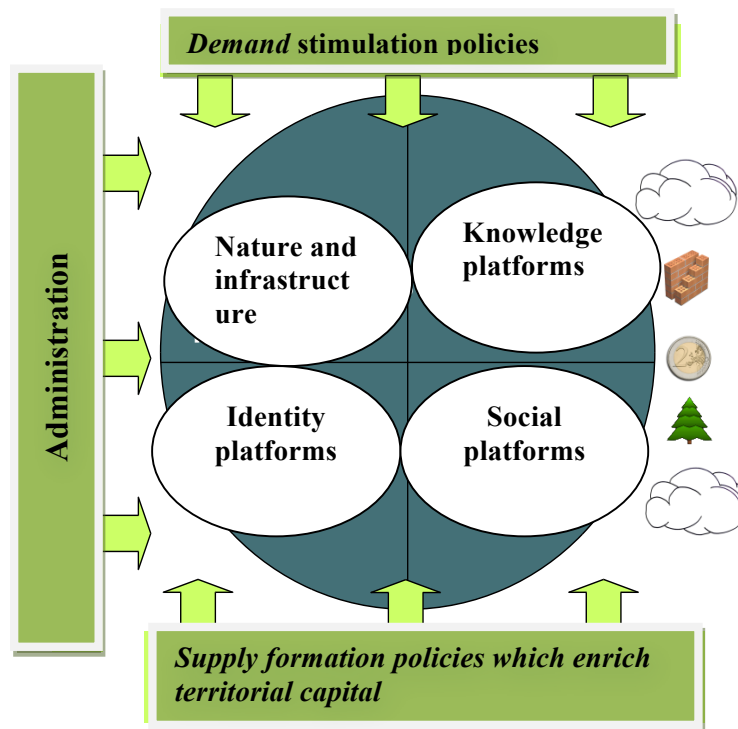 Demand stimulation policies
Administration
Nature and
infrastruct
ure
Knowledge
platforms
Identity
platforms
Social
platforms
2
Supply formation policies which enrich
territorial capital